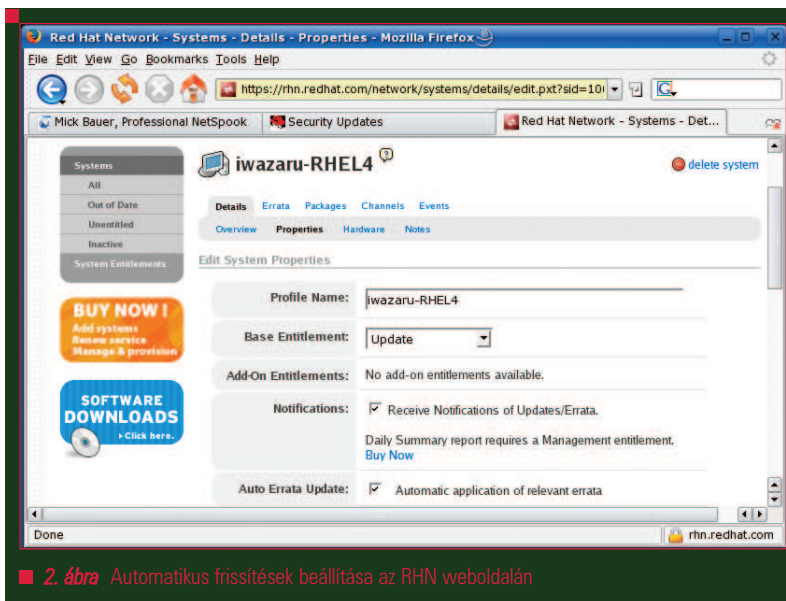 Red Hat Network - Systems - Details - Properties - Mozilla Firefox
File Edit View Go Bookmarks Tools Help
https://rhn.redhat.com/network/systems/details/edit.pxt?sid=10
G
Mick Bauer, Professional NetSpook
Security Updates
Red Hat Network - Systems - Det...
Systems
All
Out of Date
Unentitled
Inactive
System Entitlements
BUY NOW !
Add systems
Renew service
Manage & provision
SOFTWARE
DOWNLOADS
Click here.
iwazaru-RHEL4 ?
delete system
Details Errata Packages Channels Events
Overview Properties Hardware Notes
Edit System Properties
Profile Name: iwazaru-RHEL4
Base Entitlement: Update
Add-On Entitlements: No add-on entitlements available.
Notifications: Receive Notifications of Updates/Errata.
Daily Summary report requires a Management entitlement.
Buy Now
Auto Errata Update: Automatic application of relevant errata
Done
rhn.redhat.com
2. ábra Automatikus frissítések beállítása az RHN weboldalán